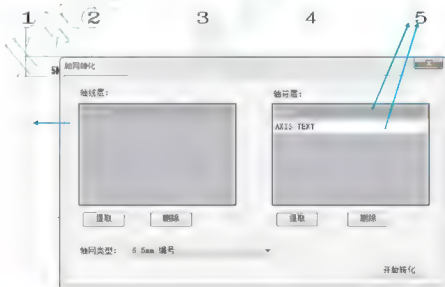 1 2 3 4 5
轴网转化
轴线层：
轴符层：
AXIS TEXT
提取 删除 提取 删除
轴网类型： 6.5mm 编号
开始转化